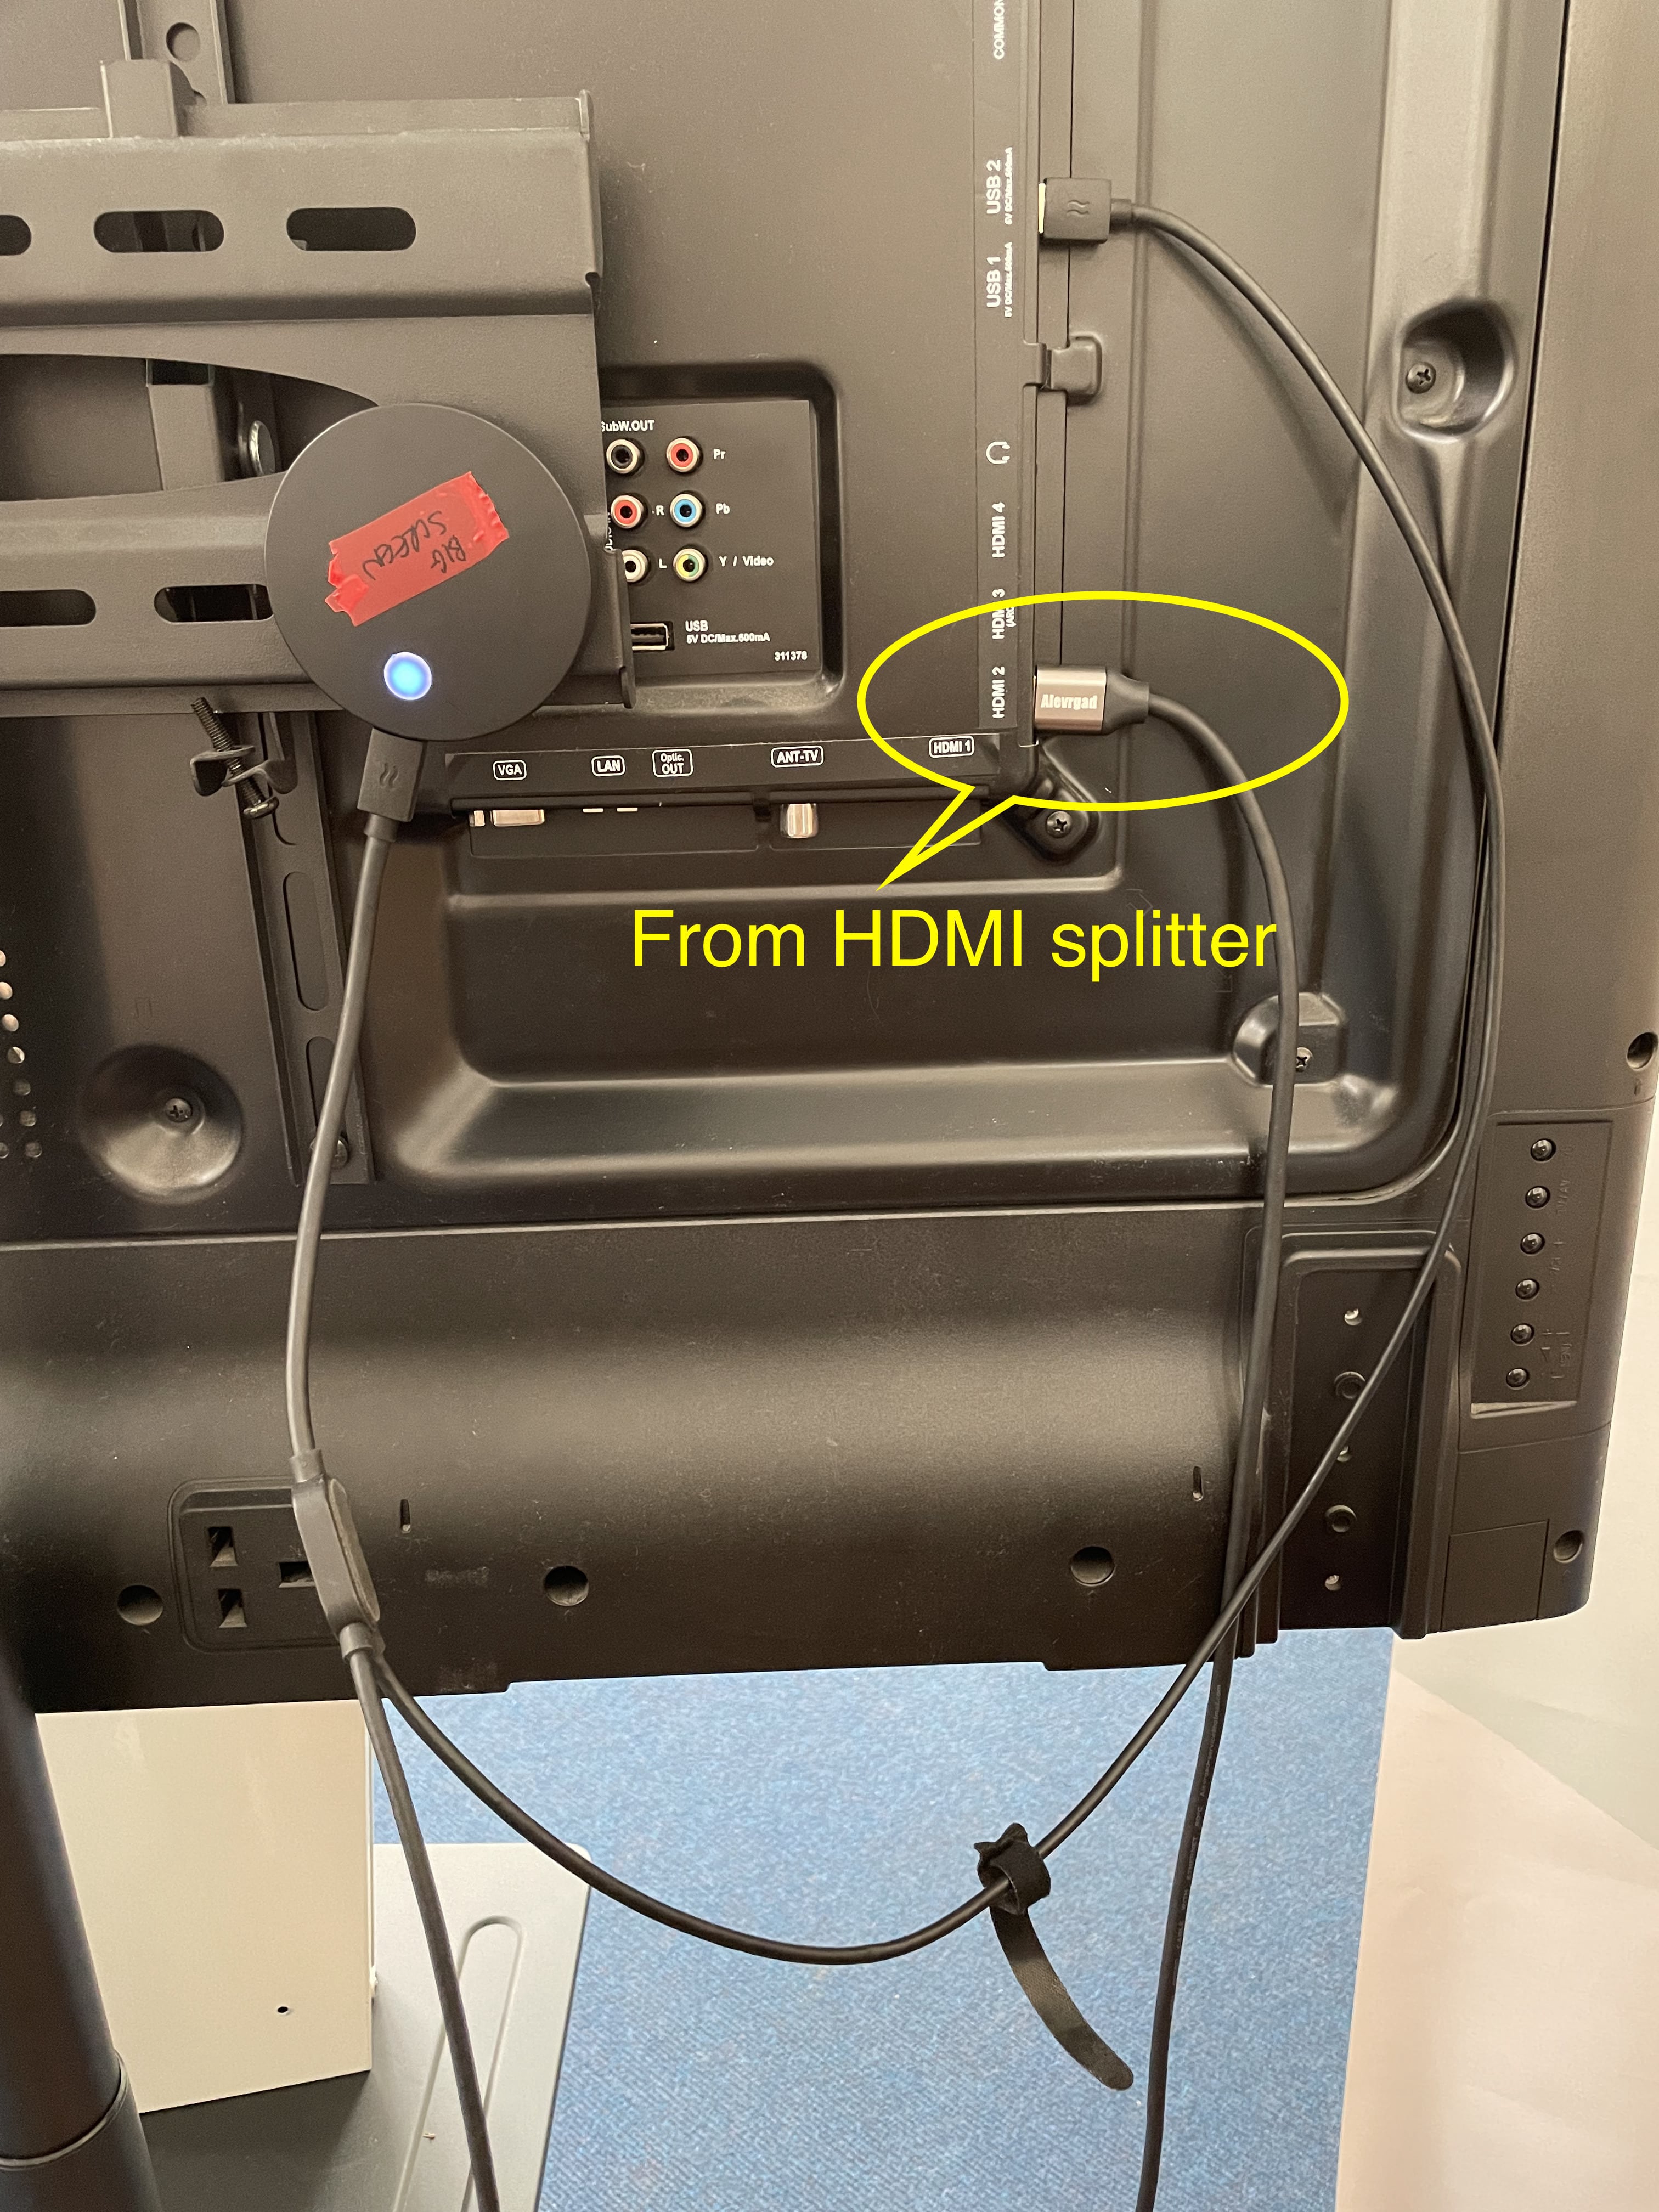 COMMON
USB 2
5V DC/Max.500mA
USB 1
5V DC/Max.500mA
SubW.OUT
Pr
R
Pb
L
Y / Video
USB
5V DC/Max.500mA
311376
BIG
SCREEN
HDMI 4
HDMI 3
(ARC)
HDMI 2
Alevrgad
VGA
LAN
Optic.
OUT
ANT-TV
HDMI 1
From HDMI splitter